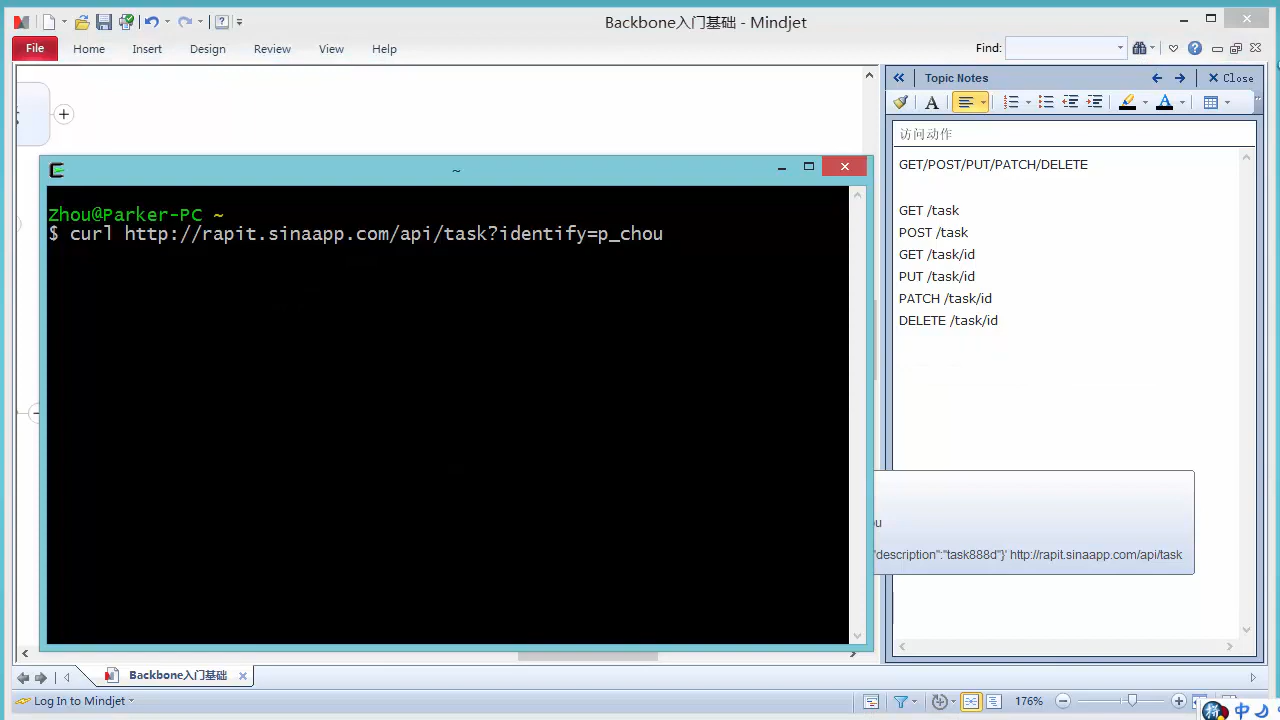 Backbone入门基础 - Mindjet
File
Home
Insert
Design
Review
View
Help
Find:
Topic Notes
Close
访问动作
GET/POST/PUT/PATCH/DELETE
GET /task
POST /task
GET /task/id
PUT /task/id
PATCH /task/id
DELETE /task/id
~
Zhou@Parker-PC ~
$ curl http://rapit.sinaapp.com/api/task?identify=p_chou
ou
"description":"task888d"}' http://rapit.sinaapp.com/api/task
Backbone入门基础
Log In to Mindjet
176%
拼 中